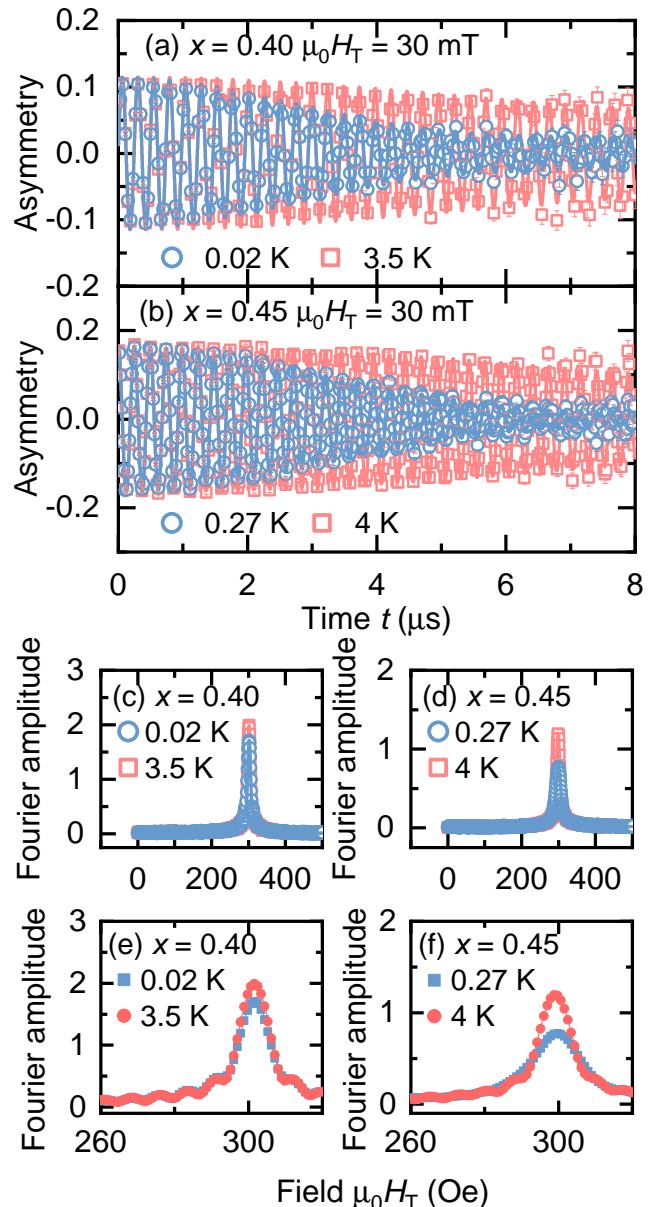 (a) x = 0.40 μ₀H_T = 30 mT
Asymmetry
0.2
0.1
0.0
-0.1
-0.2
0.02 K
3.5 K
(b) x = 0.45 μ₀H_T = 30 mT
Asymmetry
0.2
0.0
-0.2
0.27 K
4 K
0 2 4 6 8
Time t (μs)
Fourier amplitude
3
2
1
0
(c) x = 0.40
0.02 K
3.5 K
0 200 400
Fourier amplitude
2
1
0
(d) x = 0.45
0.27 K
4 K
0 200 400
Fourier amplitude
3
2
1
0
(e) x = 0.40
0.02 K
3.5 K
260 300
Fourier amplitude
2
1
0
(f) x = 0.45
0.27 K
4 K
260 300
Field μ₀H_T (Oe)